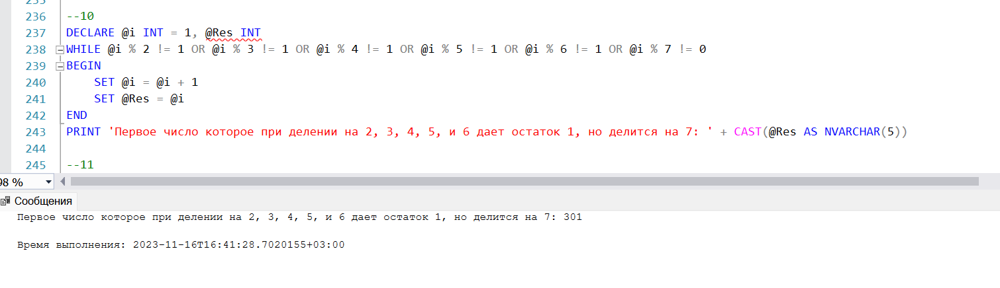 235
236 --10
237 DECLARE @i INT = 1, @Res INT
238 WHILE @i % 2 != 1 OR @i % 3 != 1 OR @i % 4 != 1 OR @i % 5 != 1 OR @i % 6 != 1 OR @i % 7 != 0
239 BEGIN
240 SET @i = @i + 1
241 SET @Res = @i
242 END
243 PRINT 'Первое число которое при делении на 2, 3, 4, 5, и 6 дает остаток 1, но делится на 7: ' + CAST(@Res AS NVARCHAR(5))
244
245 --11
98 %
Сообщения
Первое число которое при делении на 2, 3, 4, 5, и 6 дает остаток 1, но делится на 7: 301
Время выполнения: 2023-11-16T16:41:28.7020155+03:00